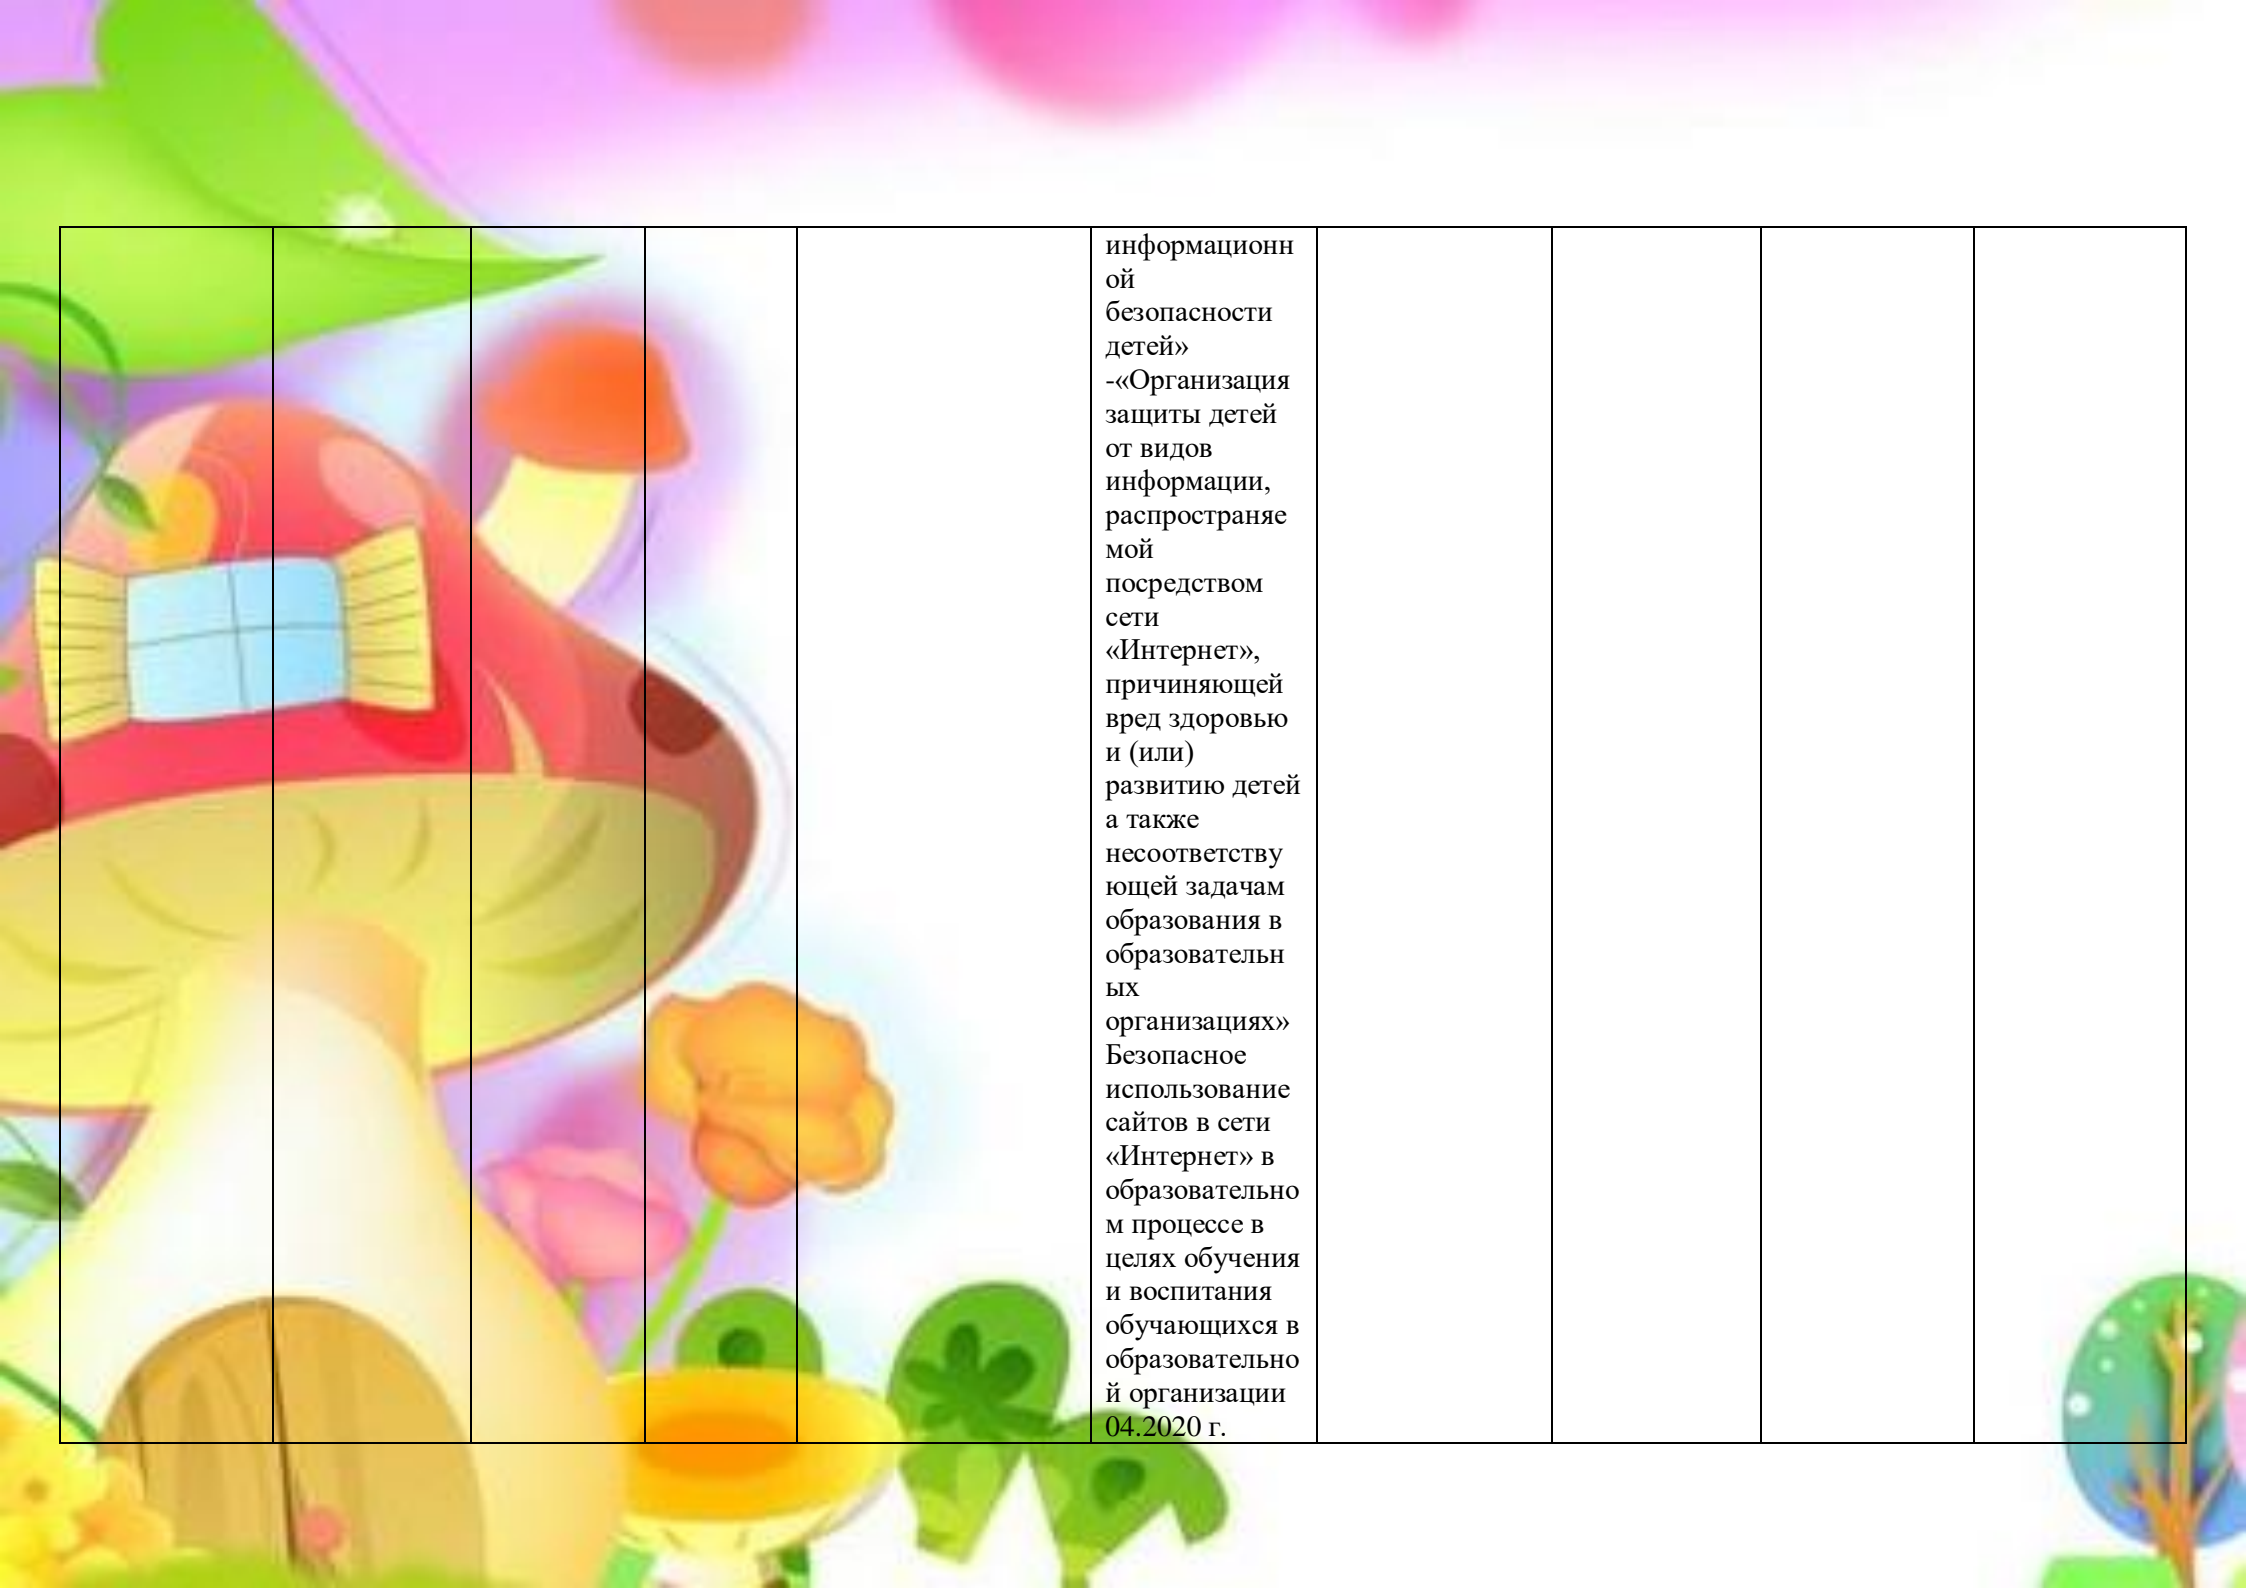 информационн
ой
безопасности
детей»
-«Организация
защиты детей
от видов
информации,
распространяе
мой
посредством
сети
«Интернет»,
причиняющей
вред здоровью
и (или)
развитию детей
а также
несоответству
ющей задачам
образования в
образовательн
ых
организациях»
Безопасное
использование
сайтов в сети
«Интернет» в
образовательно
м процессе в
целях обучения
и воспитания
обучающихся в
образовательно
й организации
04.2020 г.